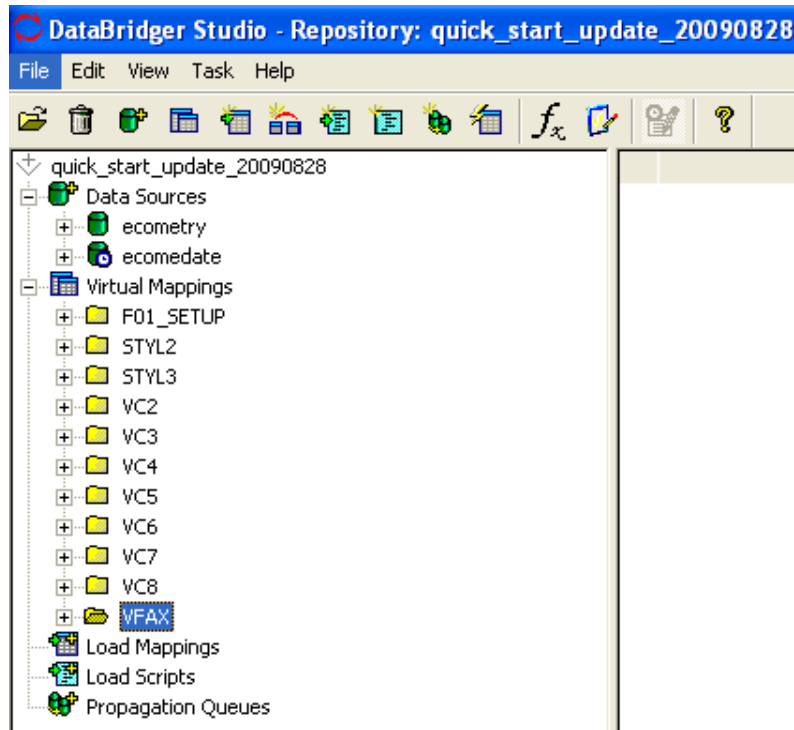 DataBridger Studio - Repository: quick_start_update_20090828
File Edit View Task Help
fx ?
quick_start_update_20090828
Data Sources
ecometry
ecomedate
Virtual Mappings
F01_SETUP
STYL2
STYL3
VC2
VC3
VC4
VC5
VC6
VC7
VC8
VFAX
Load Mappings
Load Scripts
Propagation Queues